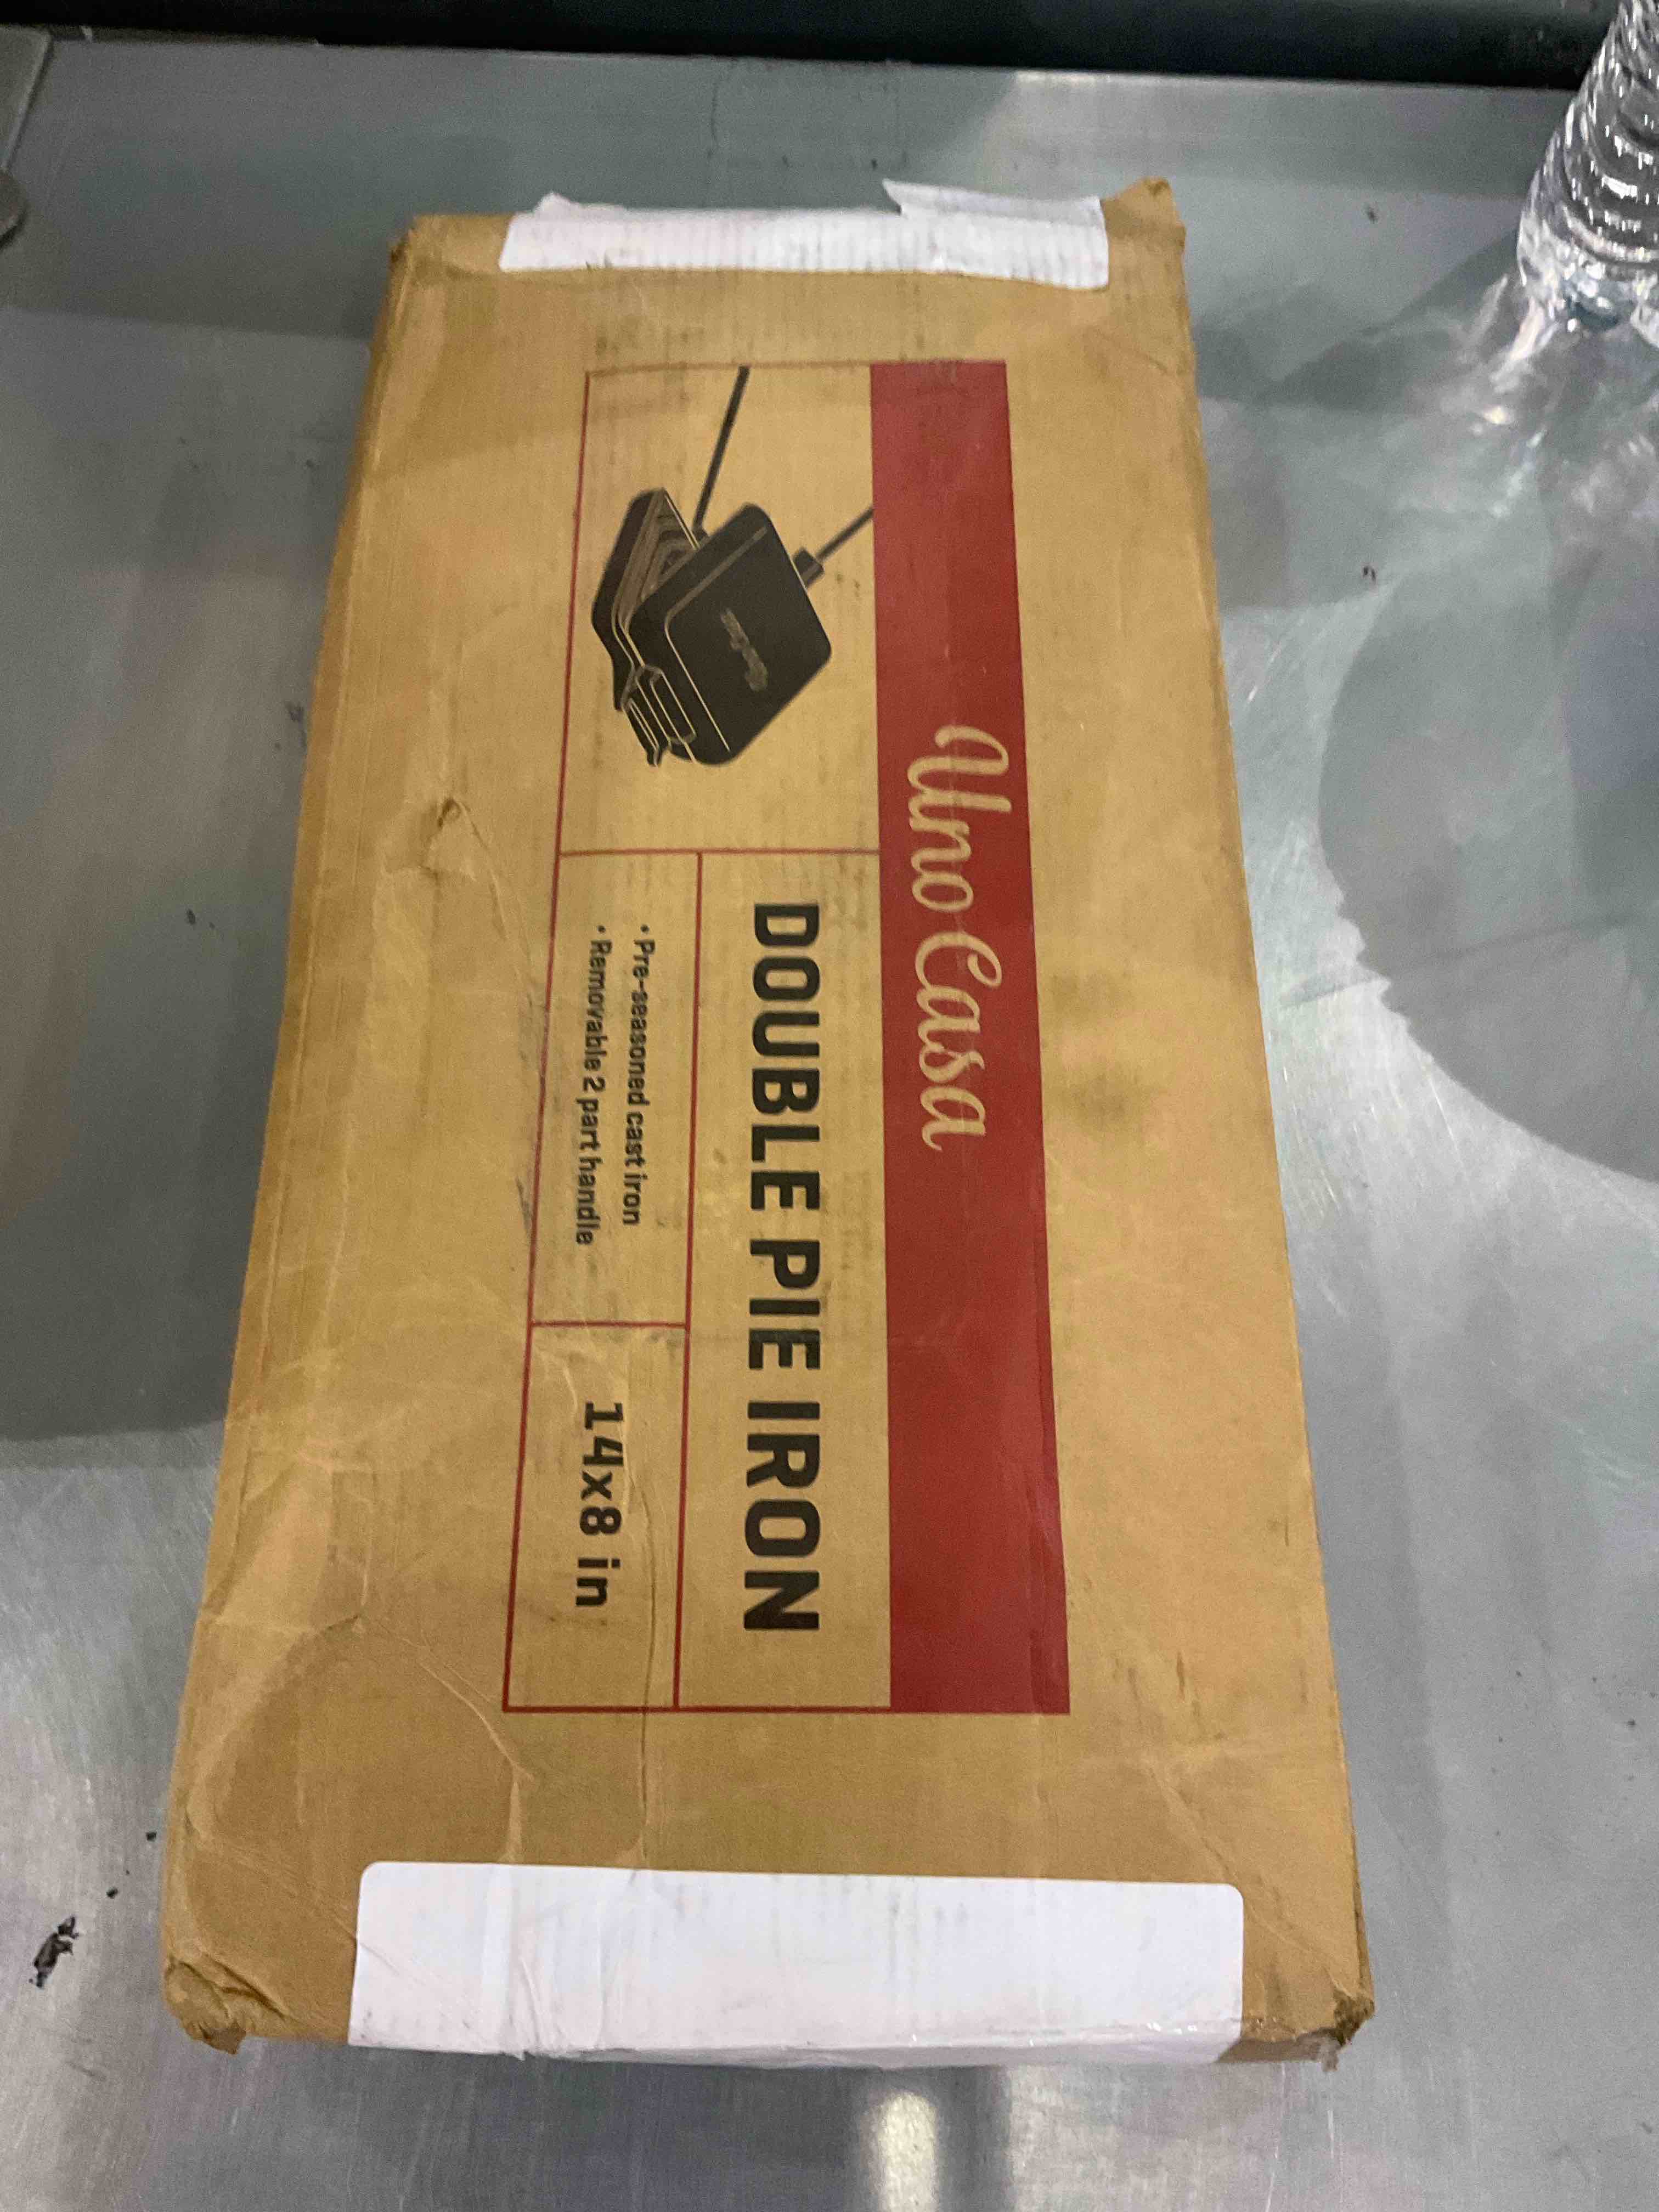 Uno Casa
DOUBLE PIE IRON
• Pre-seasoned cast iron
• Removable 2 part handle
14x8 in